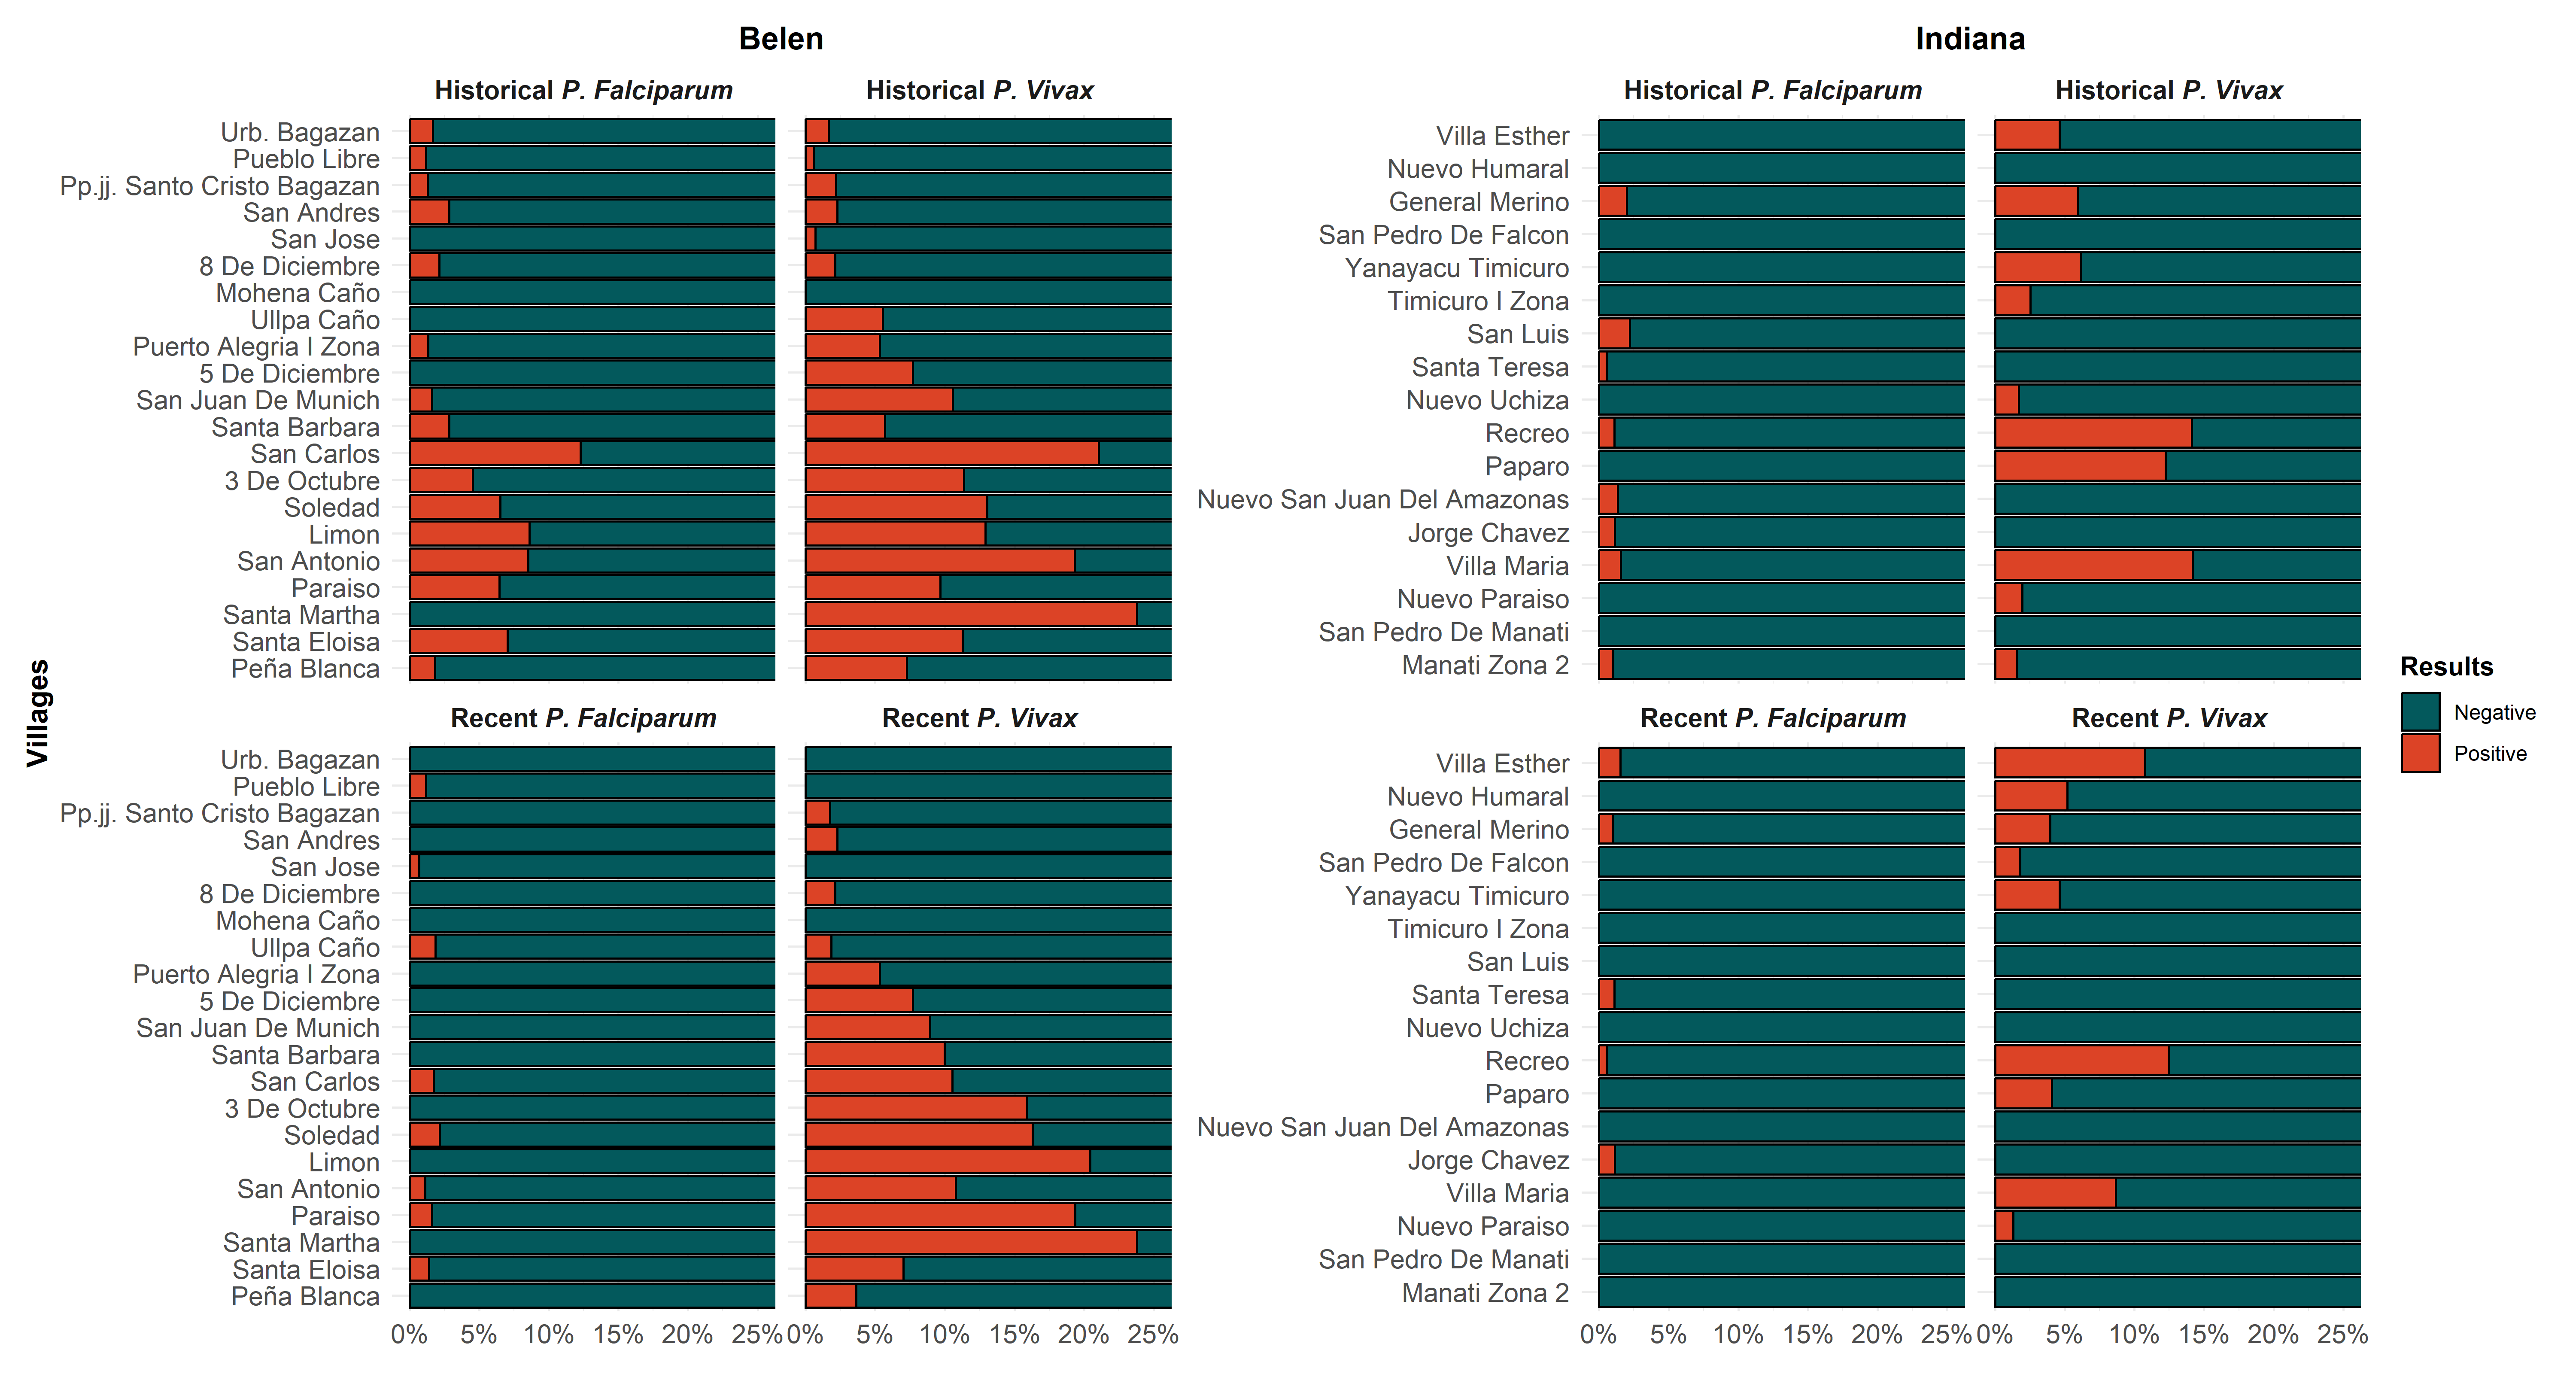 Belen
Historical P. Falciparum
Historical P. Vivax
Urb. Bagazan
Pueblo Libre
Pp.jj. Santo Cristo Bagazan
San Andres
San Jose
8 De Diciembre
Mohena Caño
Ullpa Caño
Puerto Alegria I Zona
5 De Diciembre
San Juan De Munich
Santa Barbara
San Carlos
3 De Octubre
Soledad
Limon
San Antonio
Paraiso
Santa Martha
Santa Eloisa
Peña Blanca
Recent P. Falciparum
Recent P. Vivax
Urb. Bagazan
Pueblo Libre
Pp.jj. Santo Cristo Bagazan
San Andres
San Jose
8 De Diciembre
Mohena Caño
Ullpa Caño
Puerto Alegria I Zona
5 De Diciembre
San Juan De Munich
Santa Barbara
San Carlos
3 De Octubre
Soledad
Limon
San Antonio
Paraiso
Santa Martha
Santa Eloisa
Peña Blanca
0% 5% 10% 15% 20% 25%
0% 5% 10% 15% 20% 25%
Villages
Indiana
Historical P. Falciparum
Historical P. Vivax
Villa Esther
Nuevo Humaral
General Merino
San Pedro De Falcon
Yanayacu Timicuro
Timicuro I Zona
San Luis
Santa Teresa
Nuevo Uchiza
Recreo
Paparo
Nuevo San Juan Del Amazonas
Jorge Chavez
Villa Maria
Nuevo Paraiso
San Pedro De Manati
Manati Zona 2
Recent P. Falciparum
Recent P. Vivax
Villa Esther
Nuevo Humaral
General Merino
San Pedro De Falcon
Yanayacu Timicuro
Timicuro I Zona
San Luis
Santa Teresa
Nuevo Uchiza
Recreo
Paparo
Nuevo San Juan Del Amazonas
Jorge Chavez
Villa Maria
Nuevo Paraiso
San Pedro De Manati
Manati Zona 2
0% 5% 10% 15% 20% 25%
0% 5% 10% 15% 20% 25%
Results
Negative
Positive